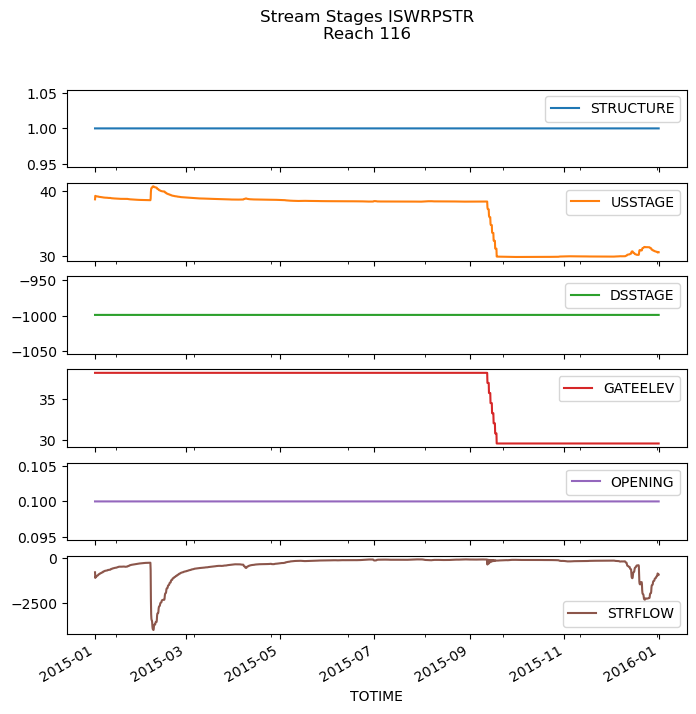 Stream Stages ISWRPSTR
Reach 116
1.05
1.00
0.95
STRUCTURE
40
30
USSTAGE
−950
−1000
−1050
DSSTAGE
35
30
GATEELEV
0.105
0.100
0.095
OPENING
0
−2500
STRFLOW
2015-01
2015-03
2015-05
2015-07
2015-09
2015-11
2016-01
TOTIME